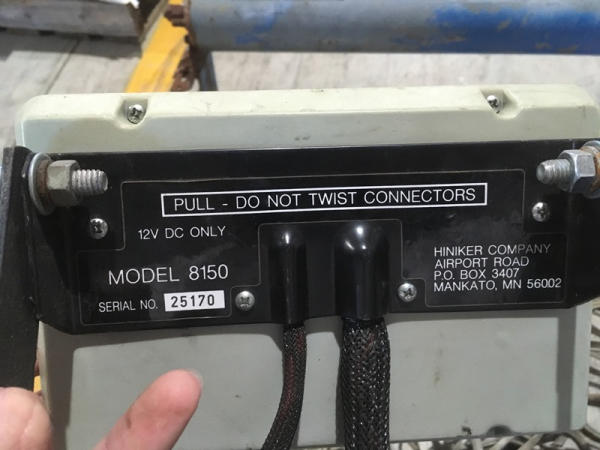 PULL - DO NOT TWIST CONNECTORS
12V DC ONLY
MODEL 8150
SERIAL NO. 25170
HINIKER COMPANY
AIRPORT ROAD
P.O. BOX 3407
MANKATO, MN 56002